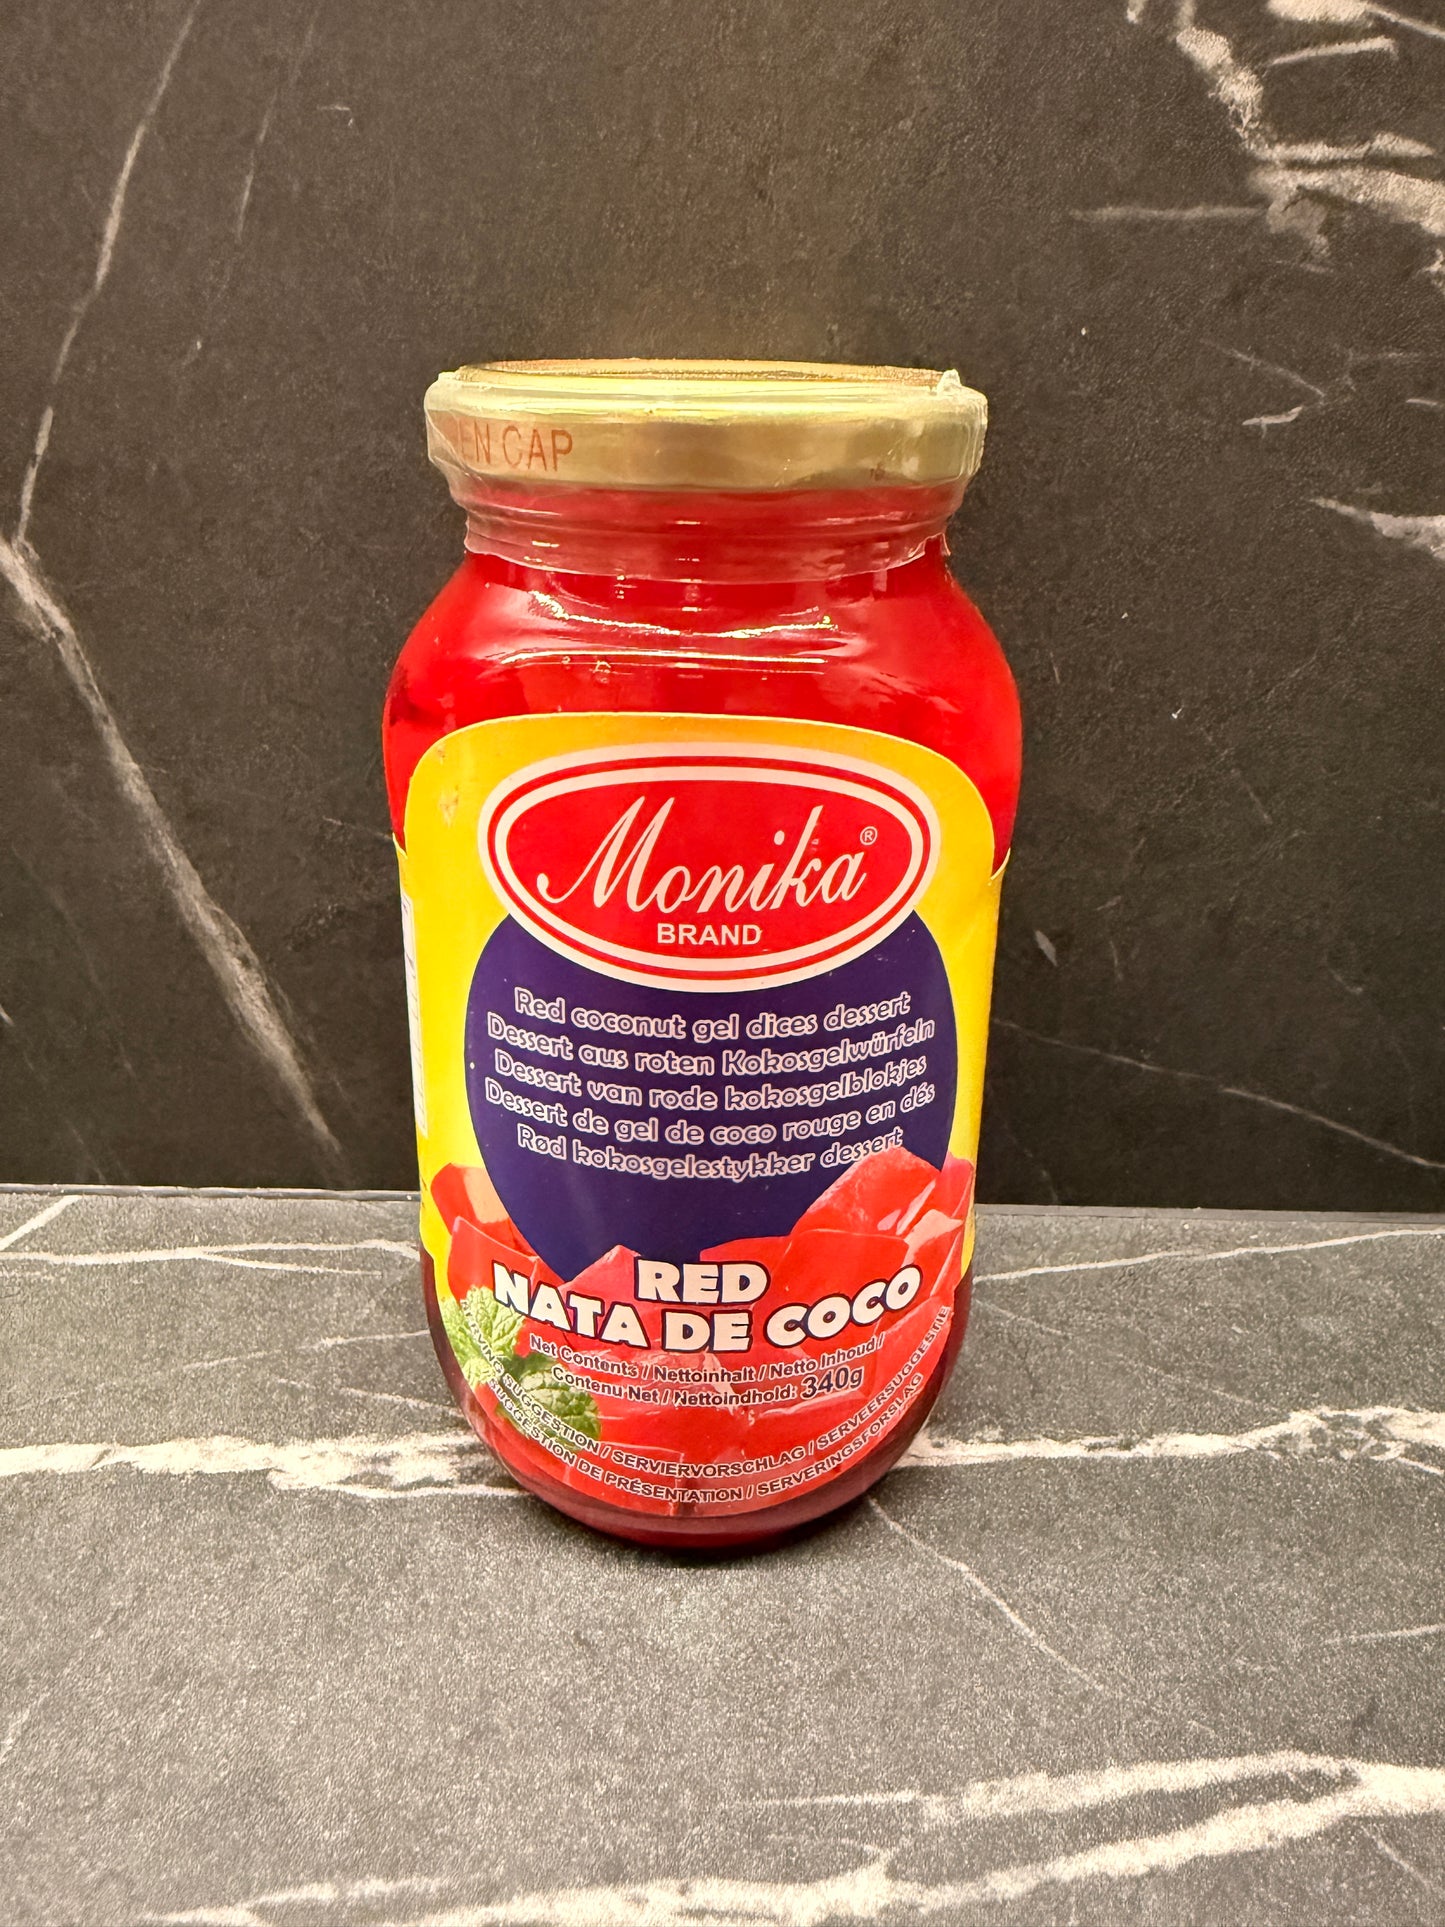 EN CAP
Monika®
BRAND
Red coconut gel dices dessert
Dessert aus roten Kokosgelwürfeln
Dessert van rode kokosgelblokjes
Dessert de gel de coco rouge en dés
Rød kokosgelestykker dessert
RED
NATA DE COCO
Net Contents / Nettoinhalt / Netto Inhoud /
Contenu Net / Nettoindhold: 340g
SERVING SUGGESTION / SERVIERVORSCHLAG / SERVEERSUGGESTIE
SUGGESTION DE PRÉSENTATION / SERVERINGSFORSLAG